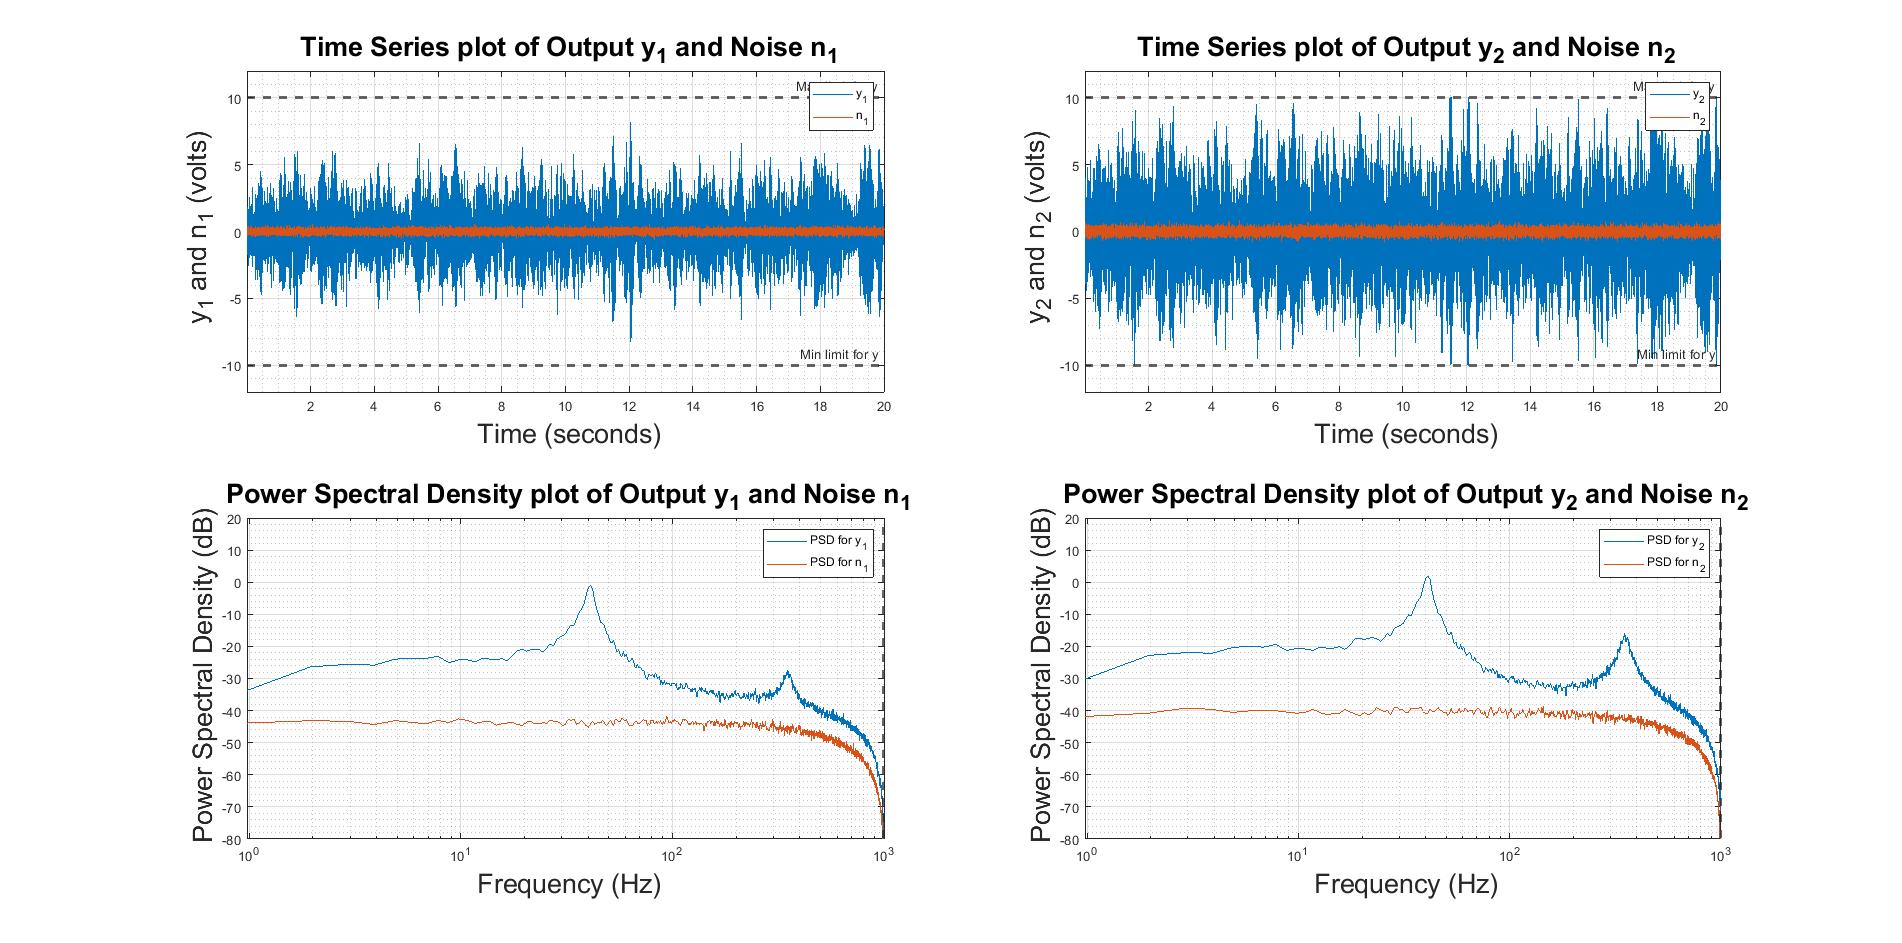 Time Series plot of Output y1 and Noise n1
y1 and n1 (volts)
10
5
0
-5
-10
y1
n1
Min limit for y
2 4 6 8 10 12 14 16 18 20
Time (seconds)
Time Series plot of Output y2 and Noise n2
y2 and n2 (volts)
10
5
0
-5
-10
y2
n2
Min limit for y
2 4 6 8 10 12 14 16 18 20
Time (seconds)
Power Spectral Density plot of Output y1 and Noise n1
Power Spectral Density (dB)
20
10
0
-10
-20
-30
-40
-50
-60
-70
-80
PSD for y1
PSD for n1
10^0 10^1 10^2 10^3
Frequency (Hz)
Power Spectral Density plot of Output y2 and Noise n2
Power Spectral Density (dB)
20
10
0
-10
-20
-30
-40
-50
-60
-70
-80
PSD for y2
PSD for n2
10^0 10^1 10^2 10^3
Frequency (Hz)